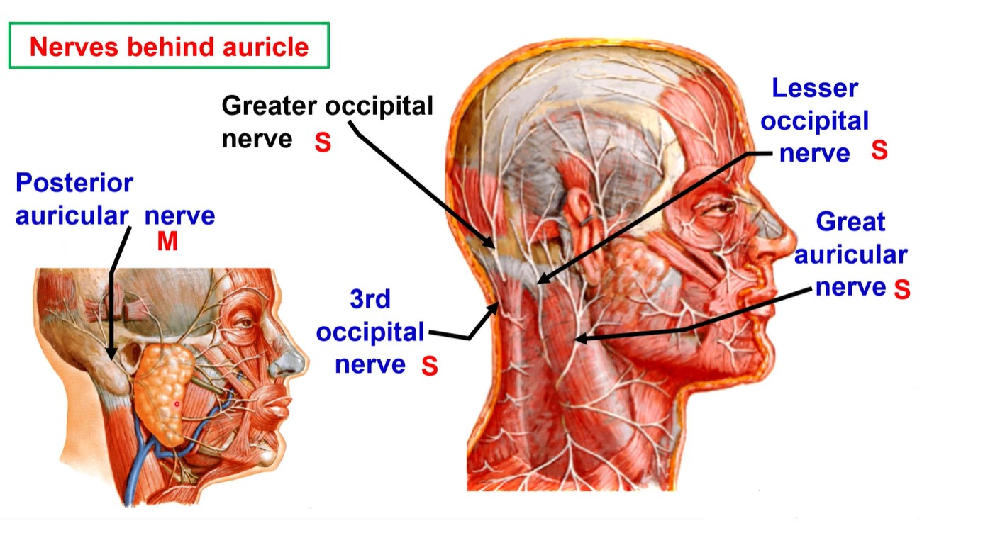 Nerves behind auricle
Greater occipital
nerve S
Posterior
auricular nerve
M
3rd
occipital
nerve S
Lesser
occipital
nerve S
Great
auricular
nerve S